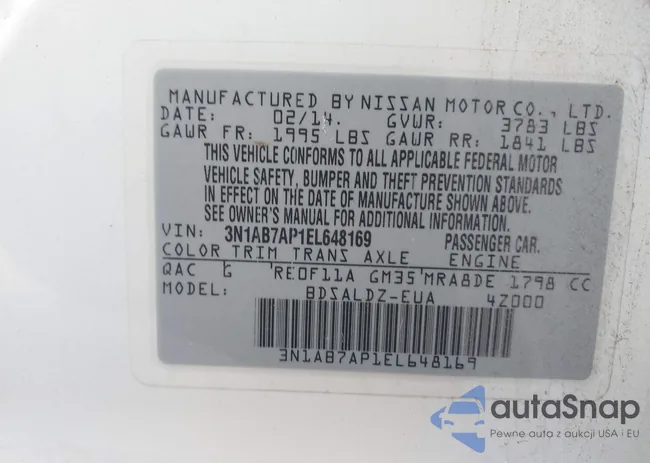 MANUFACTURED BY NISSAN MOTOR CO., LTD.
DATE: 02/14. GVWR: 3783 LBS
GAWR FR: 1995 LBS GAWR RR: 1841 LBS
THIS VEHICLE CONFORMS TO ALL APPLICABLE FEDERAL MOTOR
VEHICLE SAFETY, BUMPER AND THEFT PREVENTION STANDARDS
IN EFFECT ON THE DATE OF MANUFACTURE SHOWN ABOVE.
SEE OWNER'S MANUAL FOR ADDITIONAL INFORMATION.
VIN: 3N1AB7AP1EL648169 PASSENGER CAR.
COLOR TRIM TRANS AXLE ENGINE
QAC G RE0F11A GM35 MRA8DE 1798 CC
MODEL: BDSALDZ-EUA 4Z000
3N1AB7AP1EL648169
autaSnap
Pewne auta z aukcji USA i EU